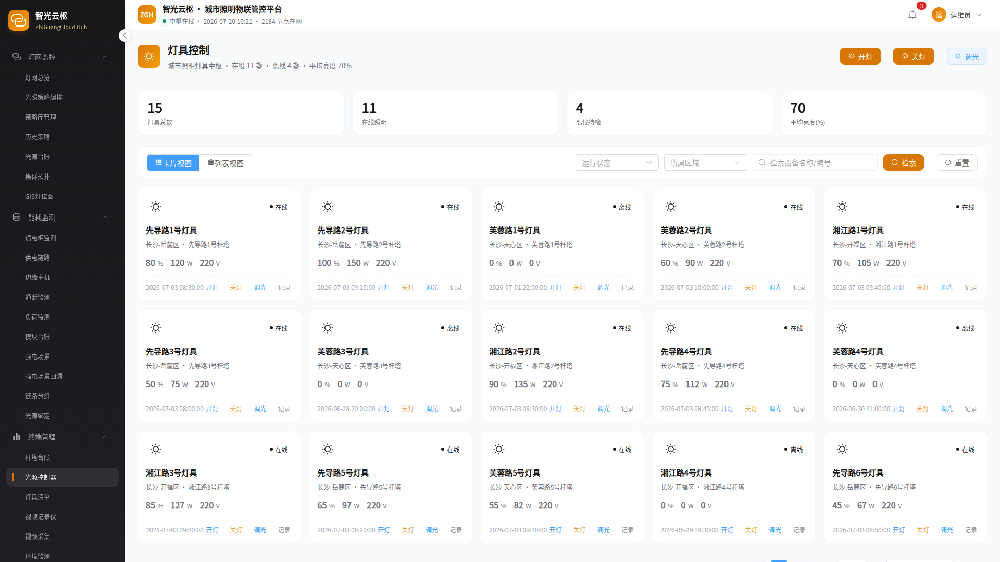 智光云枢
ZhiGuangCloud Hub
灯网监控
灯网总览
光照策略编排
策略库管理
历史策略
光源台账
集群拓扑
GIS灯位图
能耗监测
馈电柜监测
供电链路
边缘主机
通断监测
负荷监测
模块台账
强电场景
强电场景回溯
链路分组
光源绑定
终端管理
杆塔台账
光源控制器
灯具清单
视频记录仪
视频采集
环境监测
ZGH
智光云枢 • 城市照明物联管控平台
中枢在线 • 2026-07-20 10:21 • 2184 节点在网
3
运
运维员
灯具控制
城市照明灯具中枢 • 在役 11 盏 • 离线 4 盏 • 平均亮度 70%
开灯
关灯
调光
15
灯具总数
11
在线照明
4
离线待检
70
平均亮度(%)
卡片视图
列表视图
运行状态
所属区域
检索设备名称/编号
检索
重置
在线
先导路1号灯具
长沙-岳麓区 • 先导路1号杆塔
80 % 120 W 220 V
2026-07-03 08:30:00 开灯 关灯 调光 记录
在线
先导路2号灯具
长沙-岳麓区 • 先导路2号杆塔
100 % 150 W 220 V
2026-07-03 09:15:00 开灯 关灯 调光 记录
离线
芙蓉路1号灯具
长沙-天心区 • 芙蓉路1号杆塔
0 % 0 W 0 V
2026-07-01 22:00:00 开灯 关灯 调光 记录
在线
芙蓉路2号灯具
长沙-天心区 • 芙蓉路2号杆塔
60 % 90 W 220 V
2026-07-03 10:00:00 开灯 关灯 调光 记录
在线
湘江路1号灯具
长沙-开福区 • 湘江路1号杆塔
70 % 105 W 220 V
2026-07-03 09:45:00 开灯 关灯 调光 记录
在线
先导路3号灯具
长沙-岳麓区 • 先导路3号杆塔
50 % 75 W 220 V
2026-07-03 08:00:00 开灯 关灯 调光 记录
离线
芙蓉路3号灯具
长沙-天心区 • 芙蓉路3号杆塔
0 % 0 W 0 V
2026-06-28 20:00:00 开灯 关灯 调光 记录
在线
湘江路2号灯具
长沙-开福区 • 湘江路2号杆塔
90 % 135 W 220 V
2026-07-03 09:30:00 开灯 关灯 调光 记录
在线
先导路4号灯具
长沙-岳麓区 • 先导路4号杆塔
75 % 112 W 220 V
2026-07-03 08:45:00 开灯 关灯 调光 记录
离线
芙蓉路4号灯具
长沙-天心区 • 芙蓉路4号杆塔
0 % 0 W 0 V
2026-06-30 21:00:00 开灯 关灯 调光 记录
在线
湘江路3号灯具
长沙-开福区 • 湘江路3号杆塔
85 % 127 W 220 V
2026-07-03 09:00:00 开灯 关灯 调光 记录
在线
先导路5号灯具
长沙-岳麓区 • 先导路5号杆塔
65 % 97 W 220 V
2026-07-03 08:20:00 开灯 关灯 调光 记录
在线
芙蓉路5号灯具
长沙-天心区 • 芙蓉路5号杆塔
55 % 82 W 220 V
2026-07-03 09:10:00 开灯 关灯 调光 记录
离线
湘江路4号灯具
长沙-开福区 • 湘江路4号杆塔
0 % 0 W 0 V
2026-06-29 19:30:00 开灯 关灯 调光 记录
在线
先导路6号灯具
长沙-岳麓区 • 先导路6号杆塔
45 % 67 W 220 V
2026-07-03 08:50:00 开灯 关灯 调光 记录